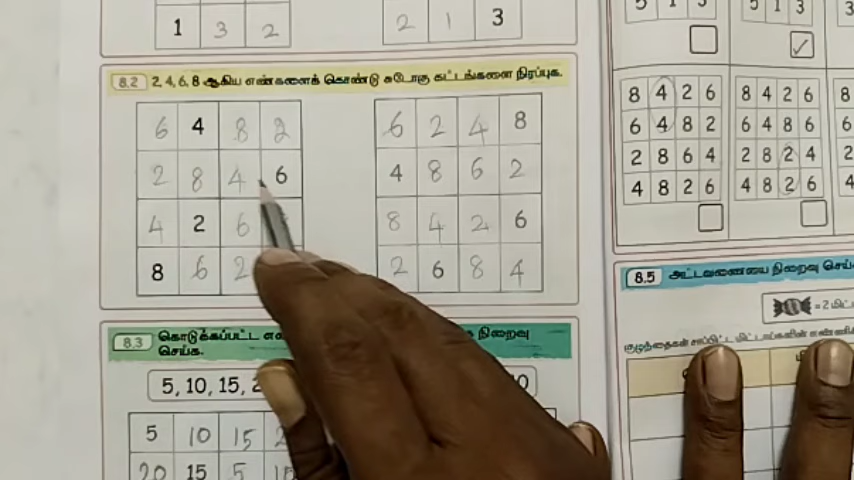 1 3 2
2 1 3
8.2 2, 4, 6, 8 ஆகிய எண்களைக் கொண்டு சுடோகு கட்டங்களை நிரப்புக.
6 4 8 2
2 8 4 6
4 2 6
8 6 2
6 2 4 8
4 8 6 2
8 4 2 6
2 6 8 4
8.3 கொடுக்கப்பட்ட நிறைவு
செய்க.
5, 10, 15,
5 10 15
20 15 5
5 1 3
8 4 2 6
6 4 8 2
2 8 6 4
4 8 2 6
8 4 2 6
6 4 8 6
2 8 2 4
4 8 2 6
8.5 அட்டவணையை நிறைவு
= 2 மிட்